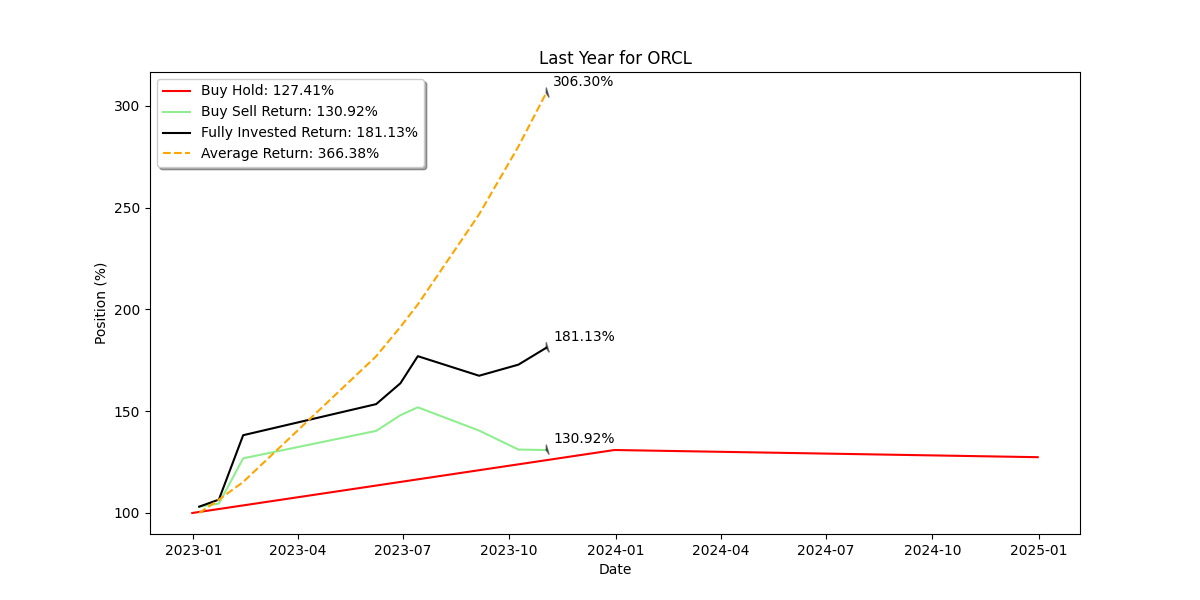 Last Year for ORCL
Buy Hold: 127.41%
Buy Sell Return: 130.92%
Fully Invested Return: 181.13%
Average Return: 366.38%
306.30%
181.13%
130.92%
300
250
200
150
100
Position (%)
2023-01
2023-04
2023-07
2023-10
2024-01
2024-04
2024-07
2024-10
2025-01
Date